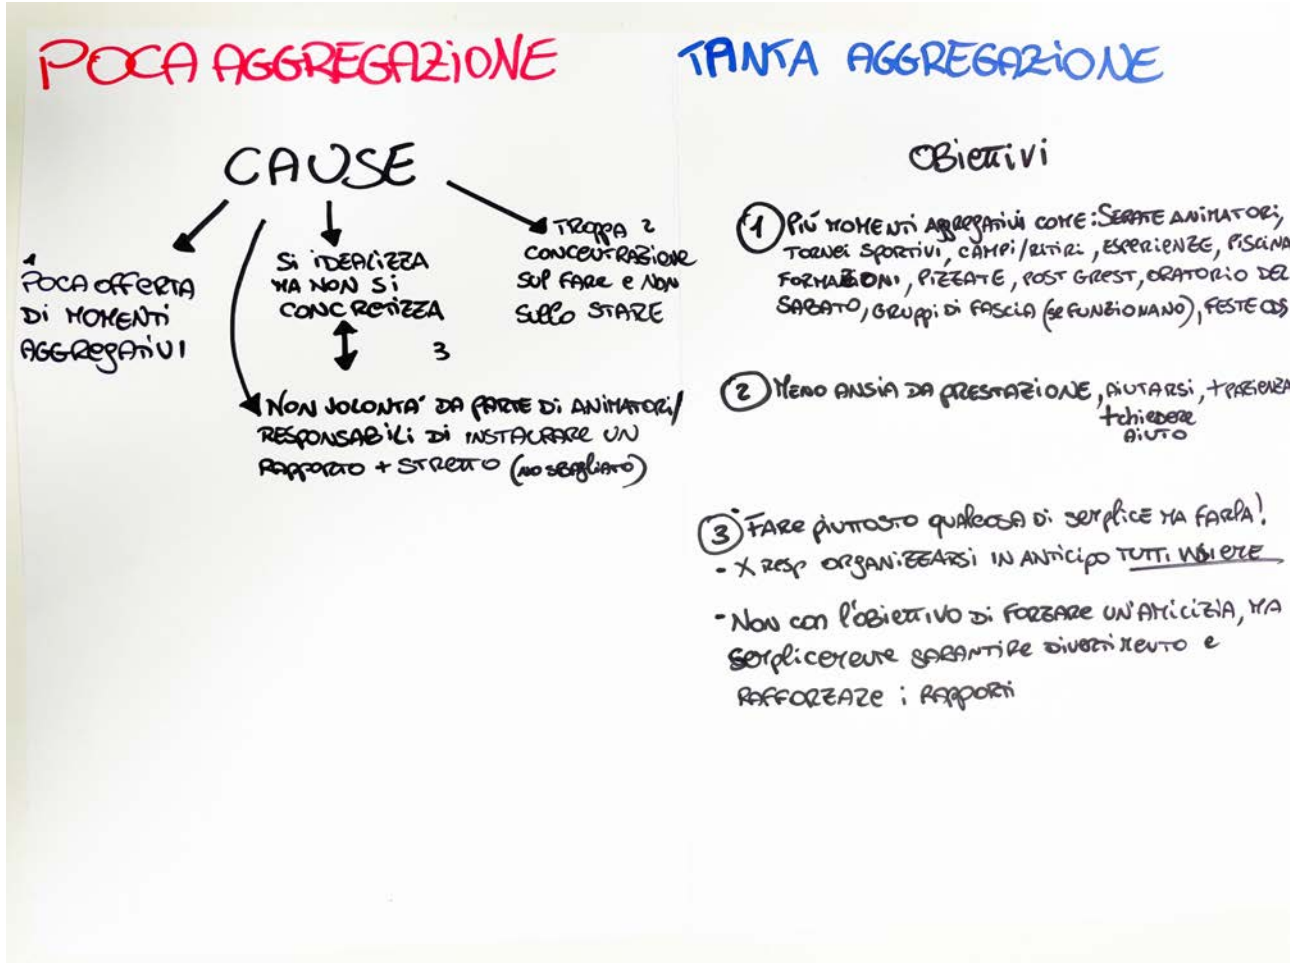 POCA AGGREGAZIONE
CAUSE
1
POCA OFFERTA
DI MOMENTI
AGGREGATIVI
SI IDEALIZZA
MA NON SI
CONCRETIZZA
TROPPA 2
CONCENTRAZIONE
SUL FARE E NON
SULLO STARE
3
NON VOLONTA' DA PARTE DI ANIMATORI/
RESPONSABILI DI INSTAURARE UN
RAPPORTO + STRETTO (NO SBAGLIATO)
TANTA AGGREGAZIONE
OBIETTIVI
1 PIÚ MOMENTI AGGREGATIVI COME: SERATE ANIMATORI,
TORNEI SPORTIVI, CAMPI/RITIRI, ESPERIENZE, PISCINA
FORMAZIONI, PIZZATE, POST GREST, ORATORIO DEL
SABATO, GRUPPI DI FASCIA (SE FUNZIONANO), FESTE
2 MENO ANSIA DA PRESTAZIONE, AIUTARSI, + PAZIENZA
+ chiedere
AIUTO
3 FARE PIUTTOSTO QUALCOSA DI SEMPLICE MA FARLA!
- X RESP ORGANIZZARSI IN ANTICIPO TUTTI INSIEME
- NON CON L'OBIETTIVO DI FORZARE UN'AMICIZIA, MA
SEMPLICEMENTE GARANTIRE DIVERTIMENTO E
RAFFORZARE I RAPPORTI